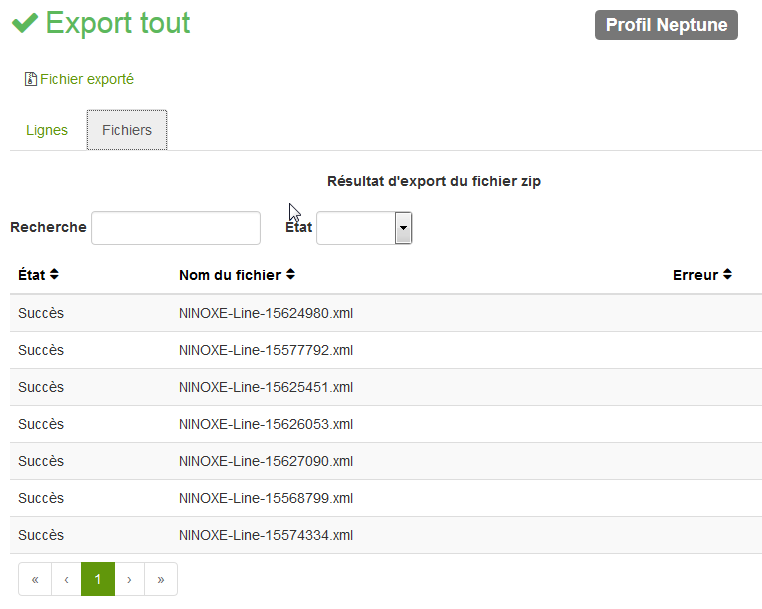 Export tout
Profil Neptune
Fichier exporté
Lignes Fichiers
Résultat d'export du fichier zip
Recherche État
État Nom du fichier Erreur
Succès NINOXE-Line-15624980.xml
Succès NINOXE-Line-15577792.xml
Succès NINOXE-Line-15625451.xml
Succès NINOXE-Line-15626053.xml
Succès NINOXE-Line-15627090.xml
Succès NINOXE-Line-15568799.xml
Succès NINOXE-Line-15574334.xml
« ‹ 1 › »